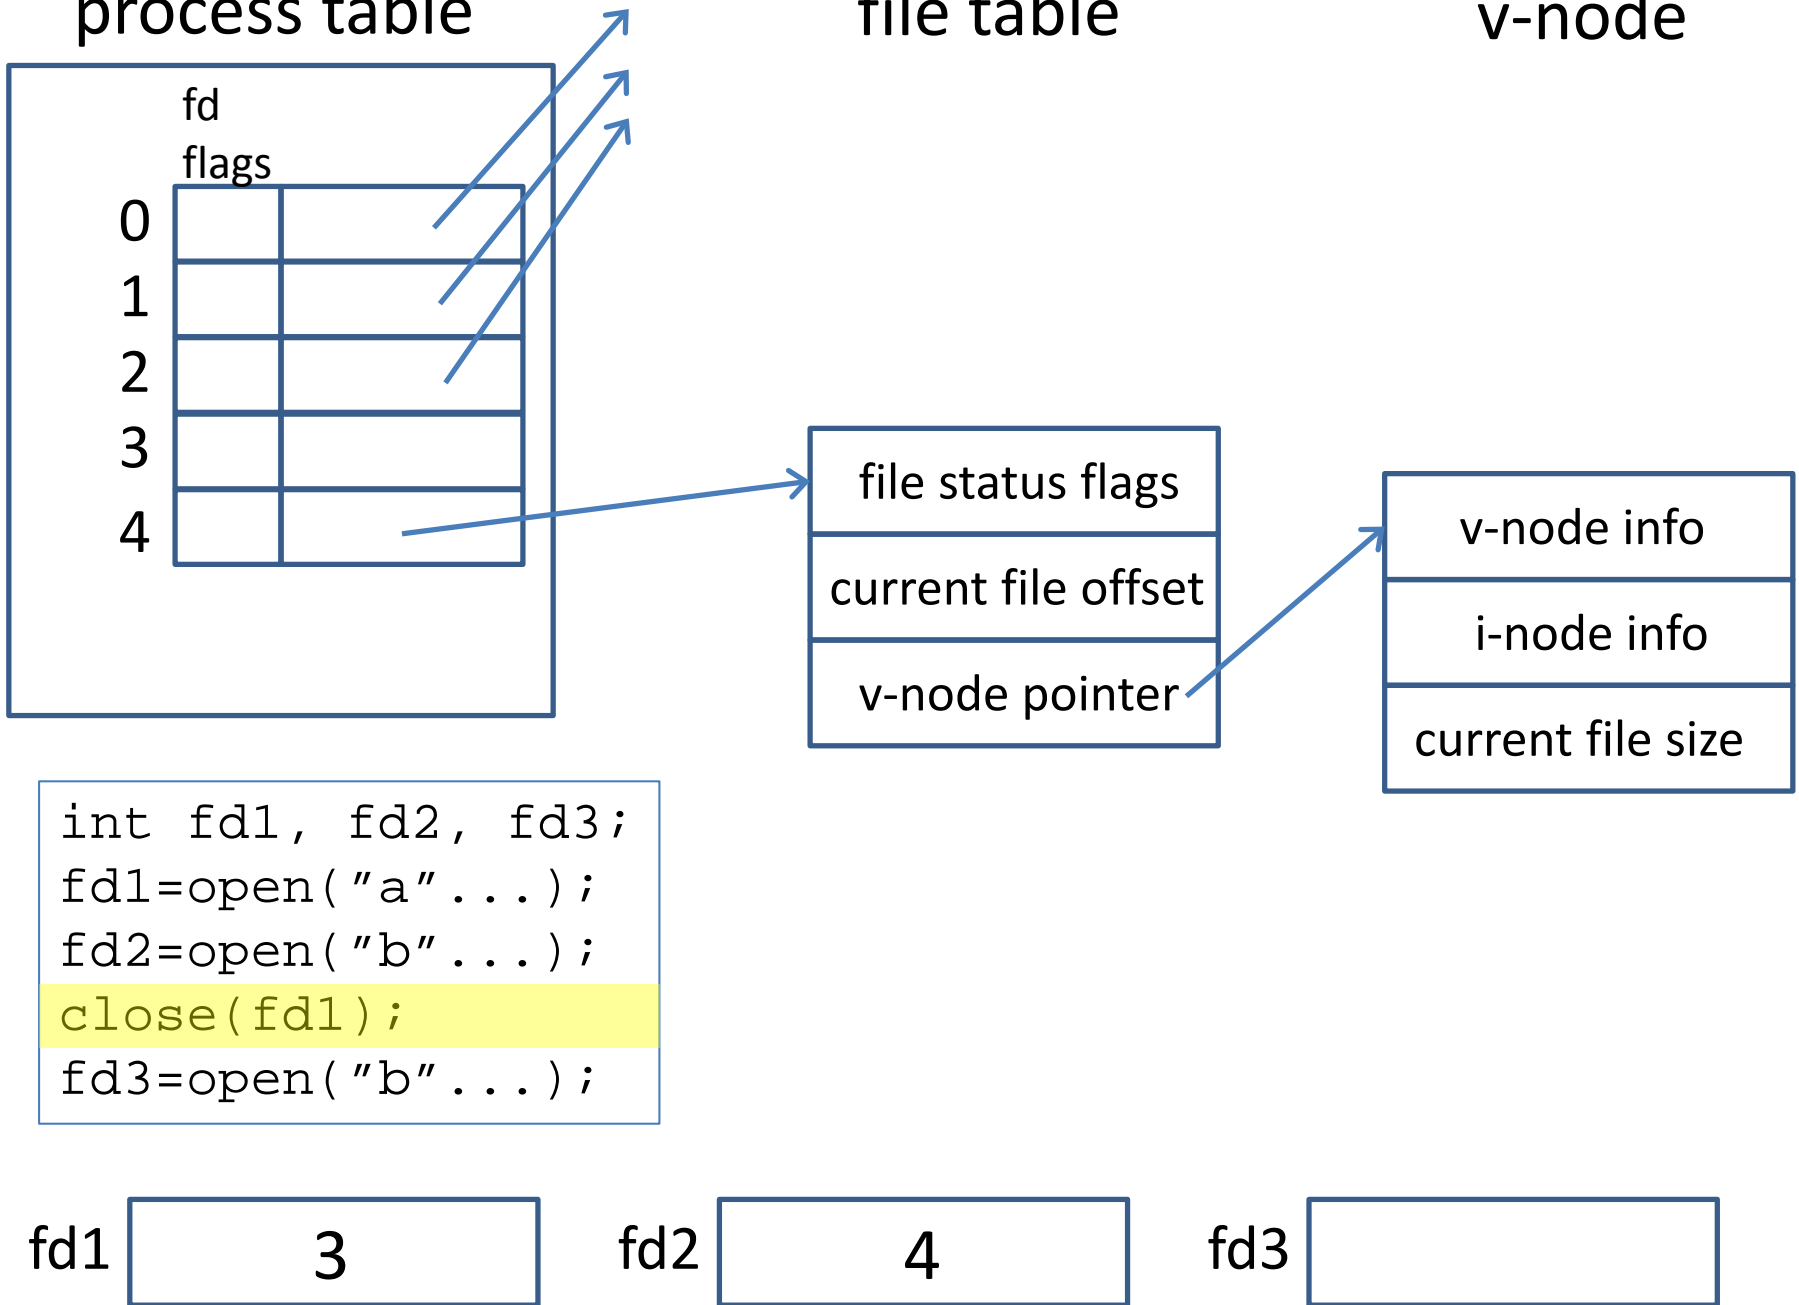 process table
file table
v-node
fd
flags
0
1
2
3
4
file status flags
current file offset
v-node pointer
v-node info
i-node info
current file size
int fd1, fd2, fd3;
fd1=open(″a″...);
fd2=open(″b″...);
close(fd1);
fd3=open(″b″...);
fd1 3
fd2 4
fd3